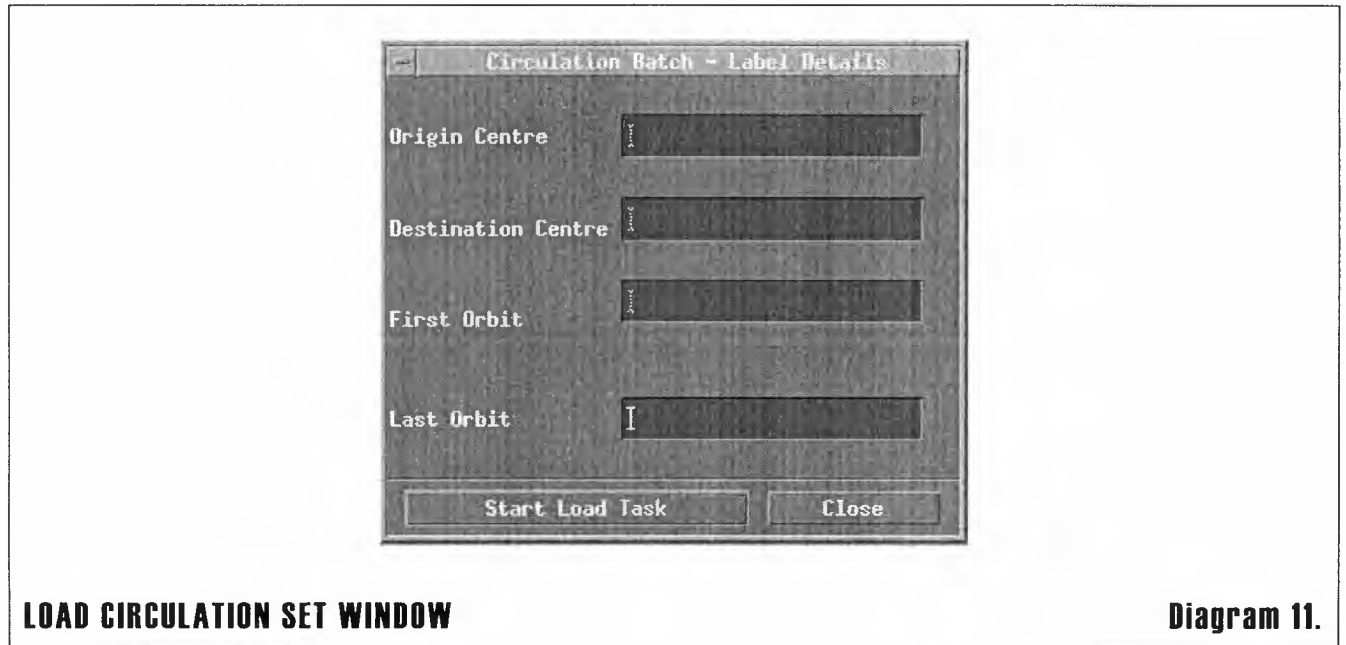 Circulation Batch - Label Details
Origin Centre
Destination Centre
First Orbit
Last Orbit
Start Load Task
Close
LOAD CIRCULATION SET WINDOW
Diagram 11.